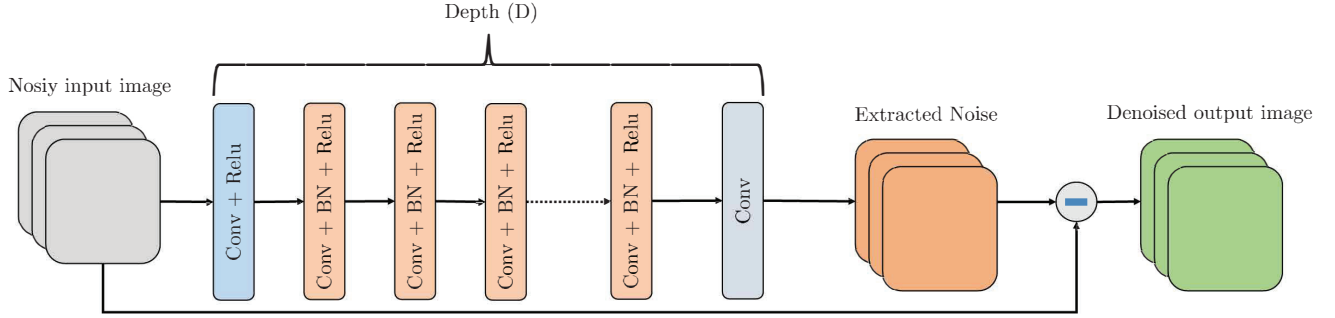 Depth (D)
Nosiy input image
Conv + Relu
Conv + BN + Relu
Conv + BN + Relu
Conv + BN + Relu
Conv + BN + Relu
Conv
Extracted Noise
Denoised output image